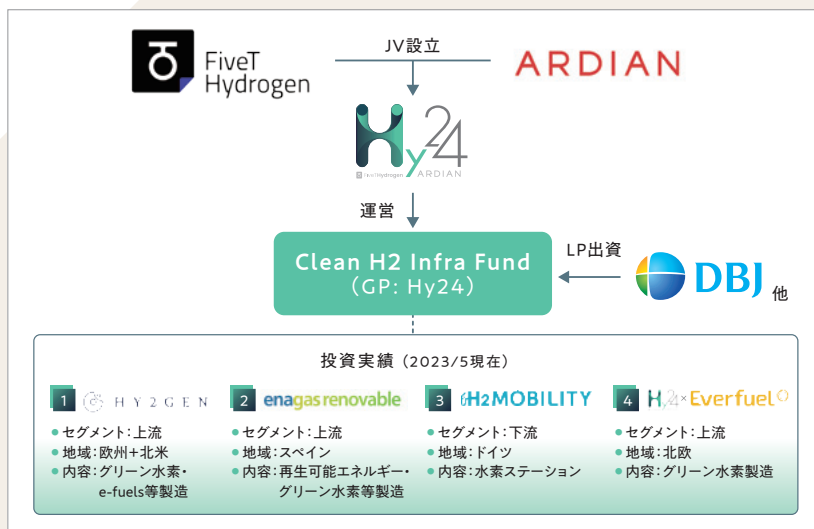 FiveT
Hydrogen
JV設立
ARDIAN
Hy24
FiveT Hydrogen ARDIAN
運営
Clean H2 Infra Fund
（GP: Hy24）
LP出資
DBJ 他
投資実績（2023/5現在）
1 HY2GEN
● セグメント：上流
● 地域：欧州＋北米
● 内容：グリーン水素・
e-fuels等製造
2 enagas renovable
● セグメント：上流
● 地域：スペイン
● 内容：再生可能エネルギー・
グリーン水素等製造
3 H2MOBILITY
● セグメント：下流
● 地域：ドイツ
● 内容：水素ステーション
4 Hy24×Everfuel
● セグメント：上流
● 地域：北欧
● 内容：グリーン水素製造